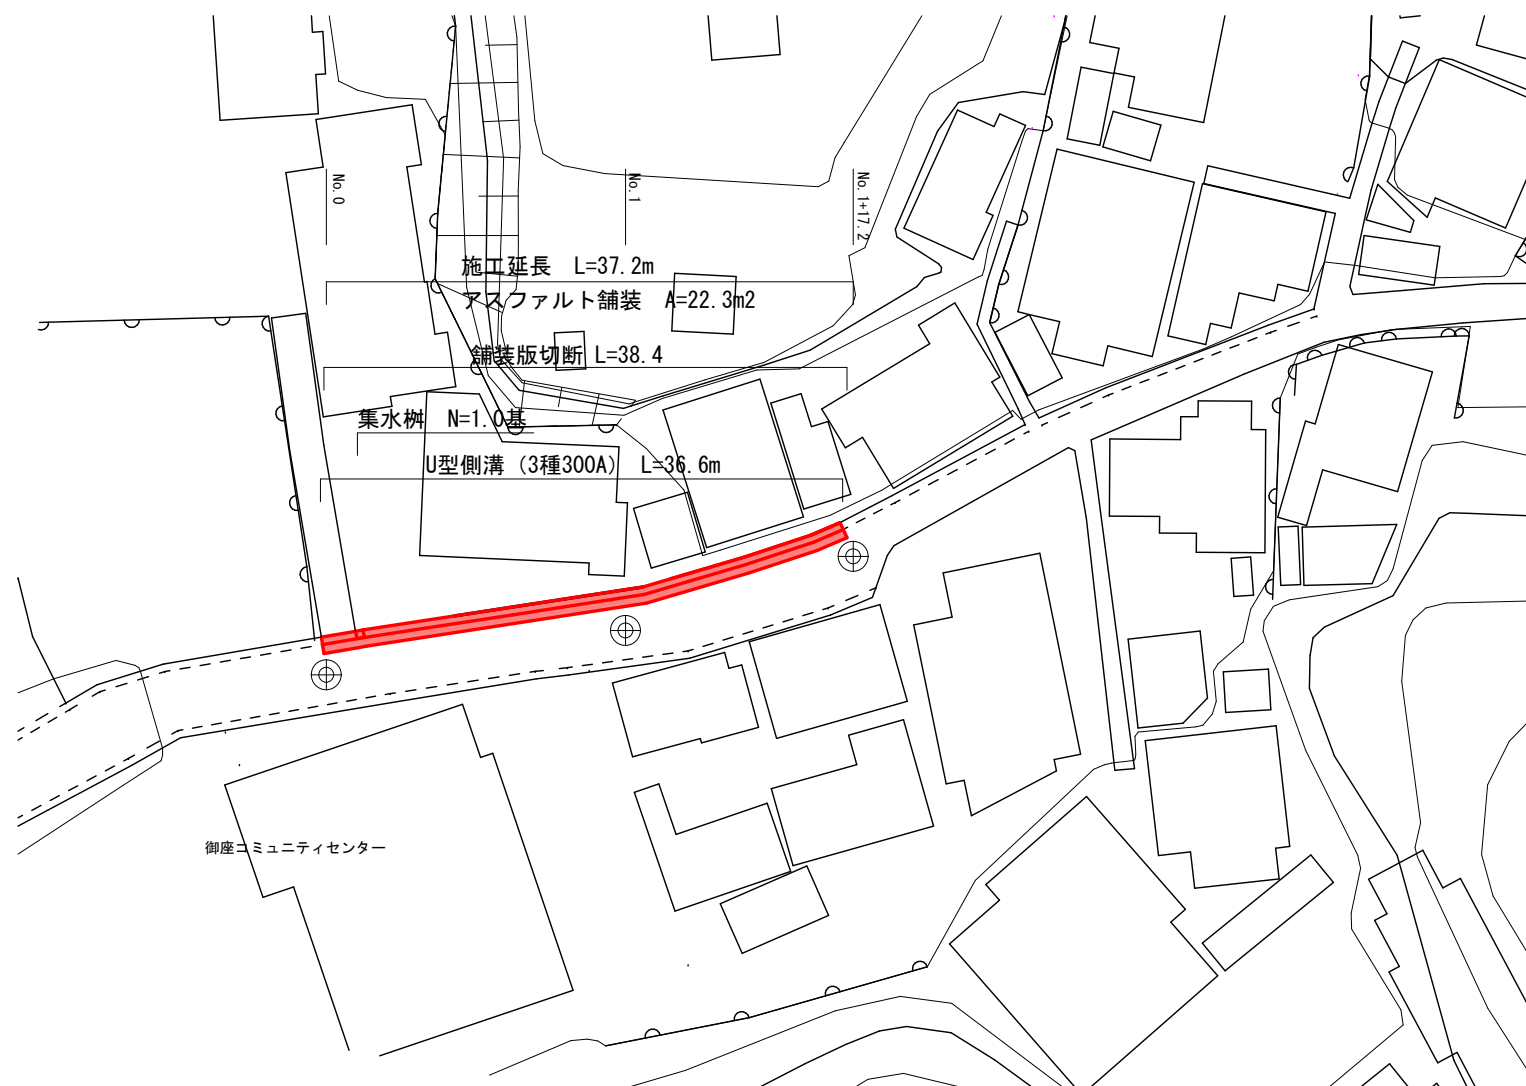 No.0
No.1
No.1+17.2
施工延長　L=37.2m
アスファルト舗装　A=22.3m2
舗装版切断 L=38.4
集水桝　N=1.0基
U型側溝（3種300A)　L=36.6m
御座コミュニティセンター